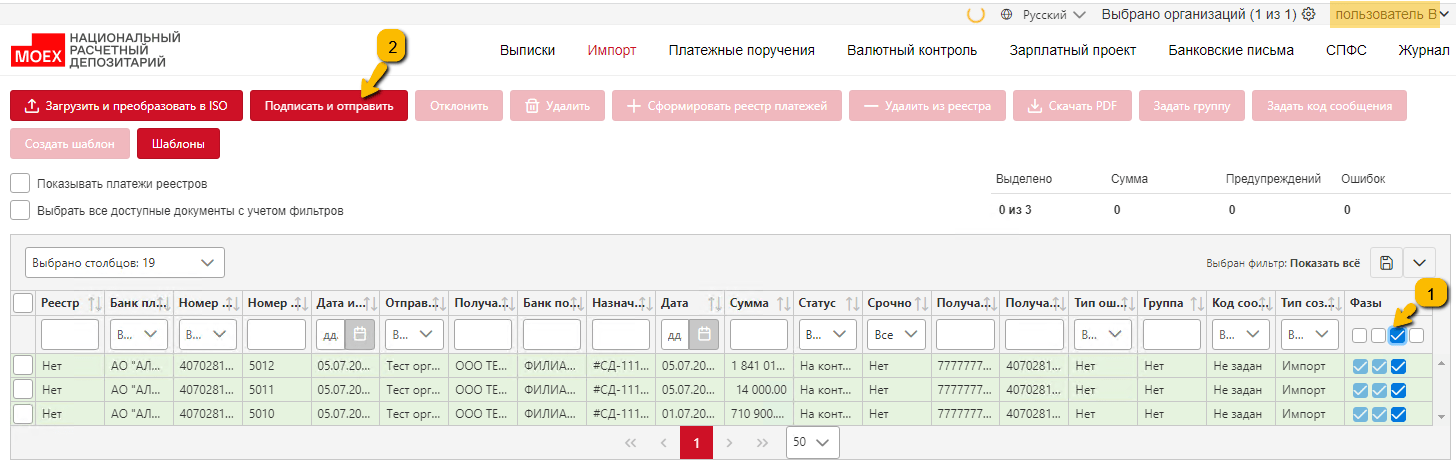 Русский Выбрано организаций (1 из 1) пользователь В
MOEX НАЦИОНАЛЬНЫЙ РАСЧЕТНЫЙ ДЕПОЗИТАРИЙ
2
Выписки Импорт Платежные поручения Валютный контроль Зарплатный проект Банковские письма СПФС Журнал
Загрузить и преобразовать в ISO Подписать и отправить Отклонить Удалить Сформировать реестр платежей Удалить из реестра Скачать PDF Задать группу Задать код сообщения
Создать шаблон Шаблоны
Показывать платежи реестров
Выбрать все доступные документы с учетом фильтров
Выделено Сумма Предупреждений Ошибок
0 из 3 0 0 0
Выбрано столбцов: 19 Выбран фильтр: Показать всё
1
Реестр Банк пл... Номер ... Номер ... Дата и... Отправ... Получа... Банк по... Назнач... Дата Сумма Статус Срочно Получа... Получа... Тип ош... Группа Код соо... Тип соз... Фазы
В... В... дд. В... дд В... Все В... В... В...
Нет АО "АЛ... 4070281... 5012 05.07.20... Тест орг... ООО ТЕ... ФИЛИА... #СД-111... 05.07.20... 1 841 01... На конт... Нет 7777777... 4070281... Нет Нет Не задан Импорт
Нет АО "АЛ... 4070281... 5011 05.07.20... Тест орг... ООО ТЕ... ФИЛИА... #СД-111... 05.07.20... 14 000.00 На конт... Нет 7777777... 4070281... Нет Нет Не задан Импорт
Нет АО "АЛ... 4070281... 5010 05.07.20... Тест орг... ООО ТЕ... ФИЛИА... #СД-111... 01.07.20... 710 900.... На конт... Нет 7777777... 4070281... Нет Нет Не задан Импорт
1 50